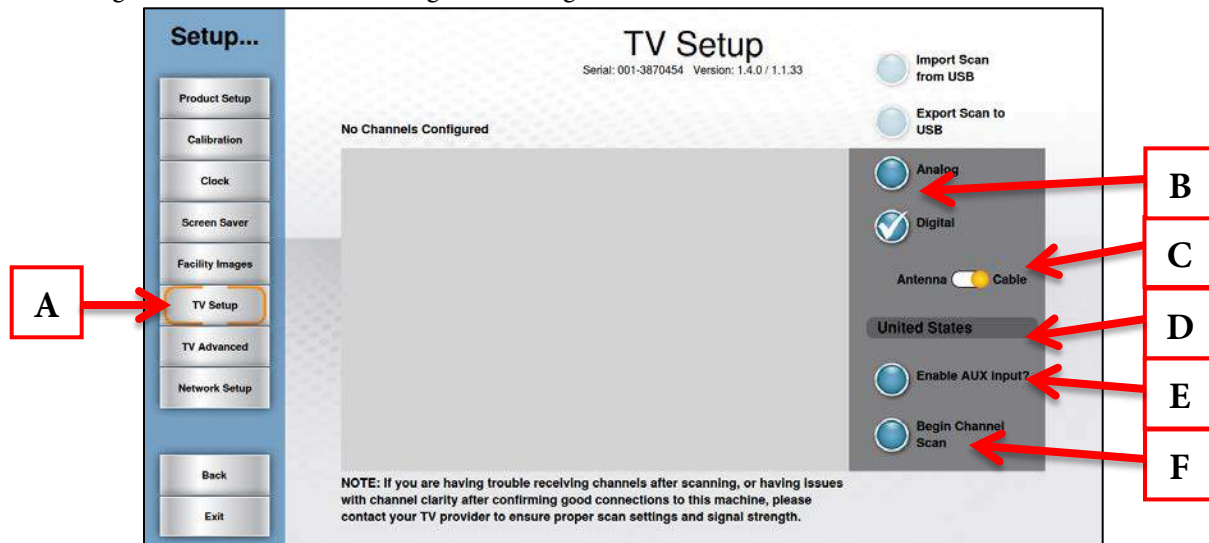 Setup...
TV Setup
Serial: 001-3870454 Version: 1.4.0 / 1.1.33
Import Scan
from USB
Product Setup
Export Scan to
USB
No Channels Configured
Calibration
Analog
B
Clock
Screen Saver
Digital
C
Facility Images
Antenna
Cable
A
TV Setup
United States
D
TV Advanced
Enable AUX input?
E
Network Setup
Begin Channel
Scan
F
Back
Exit
NOTE: If you are having trouble receiving channels after scanning, or having issues
with channel clarity after confirming good connections to this machine, please
contact your TV provider to ensure proper scan settings and signal strength.